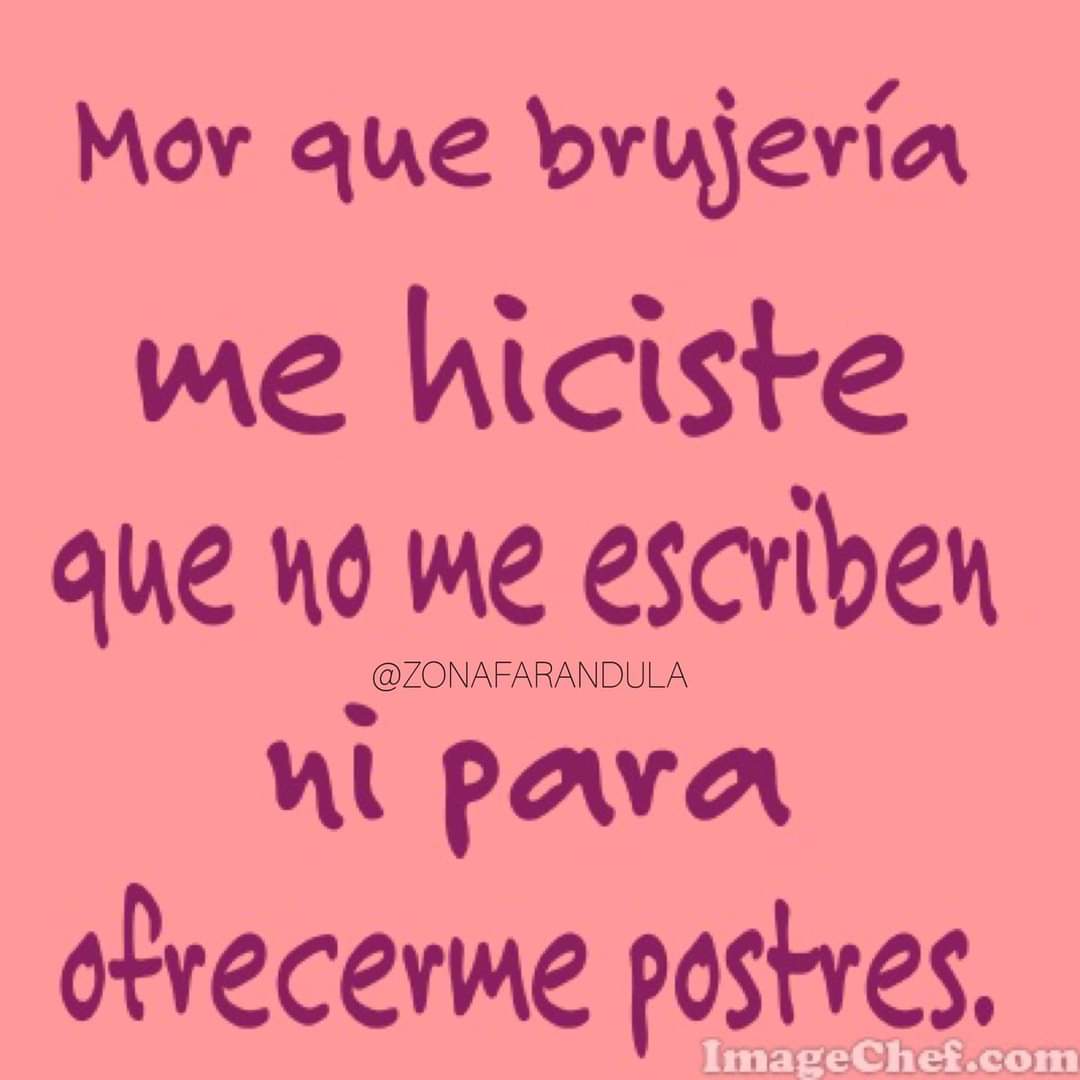 Mor que brujería
me hiciste
que no me escriben
@ZONAFARANDULA
ni para
ofrecerme postres.
ImageChef.com